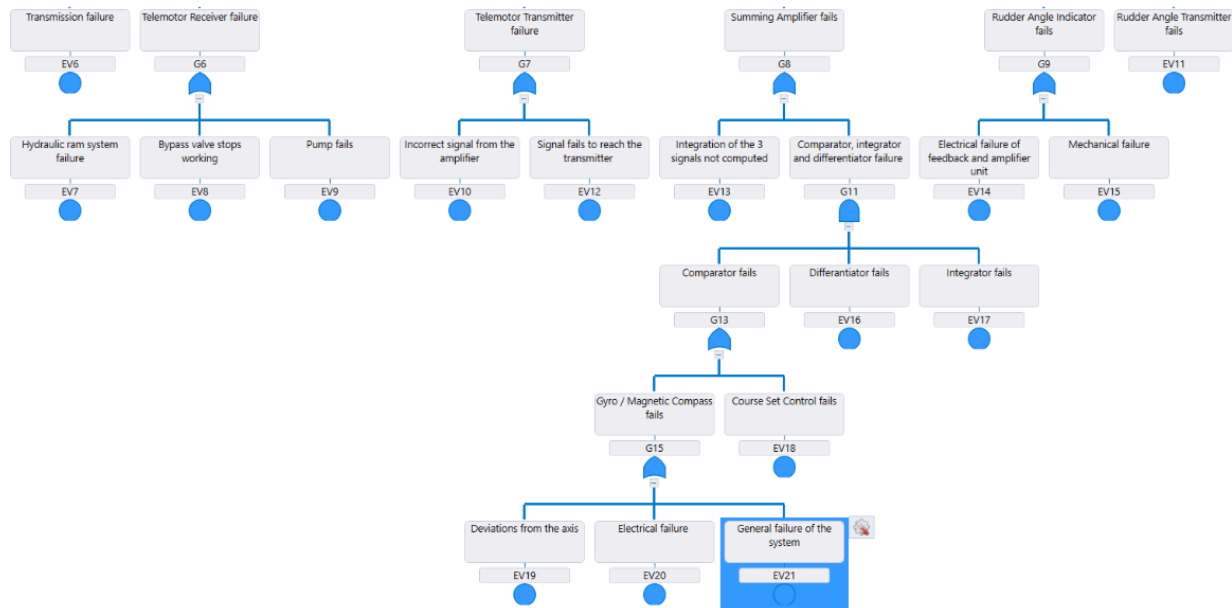 Transmission failure
EV6
Telemotor Receiver failure
G6
Telemotor Transmitter
failure
G7
Summing Amplifier fails
G8
Rudder Angle Indicator
fails
G9
Rudder Angle Transmitter
fails
EV11
Hydraulic ram system
failure
EV7
Bypass valve stops
working
EV8
Pump fails
EV9
Incorrect signal from the
amplifier
EV10
Signal fails to reach the
transmitter
EV12
Integration of the 3
signals not computed
EV13
Comparator, integrator
and differentiator failure
G11
Electrical failure of
feedback and amplifier
unit
EV14
Mechanical failure
EV15
Comparator fails
G13
Differantiator fails
EV16
Integrator fails
EV17
Gyro / Magnetic Compass
fails
G15
Course Set Control fails
EV18
Deviations from the axis
EV19
Electrical failure
EV20
General failure of the
system
EV21